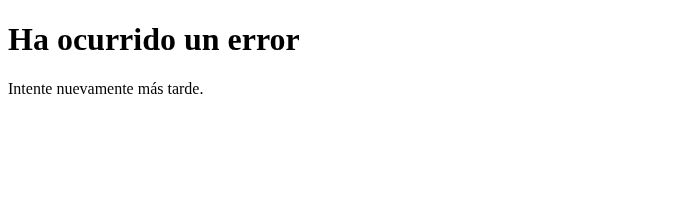 Ha ocurrido un error
Intente nuevamente más tarde.